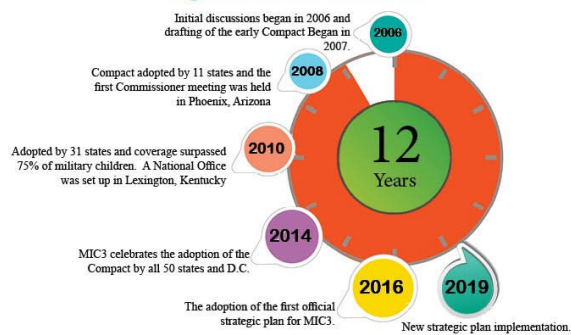 Initial discussions began in 2006 and
drafting of the early Compact Began in
2007.
2006
Compact adopted by 11 states and the
first Commissioner meeting was held
in Phoenix, Arizona
2008
Adopted by 31 states and coverage surpassed
75% of military children. A National Office
was set up in Lexington, Kentucky
2010
12
Years
MIC3 celebrates the adoption of the
Compact by all 50 states and D.C.
2014
The adoption of the first official
strategic plan for MIC3.
2016
2019
New strategic plan implementation.